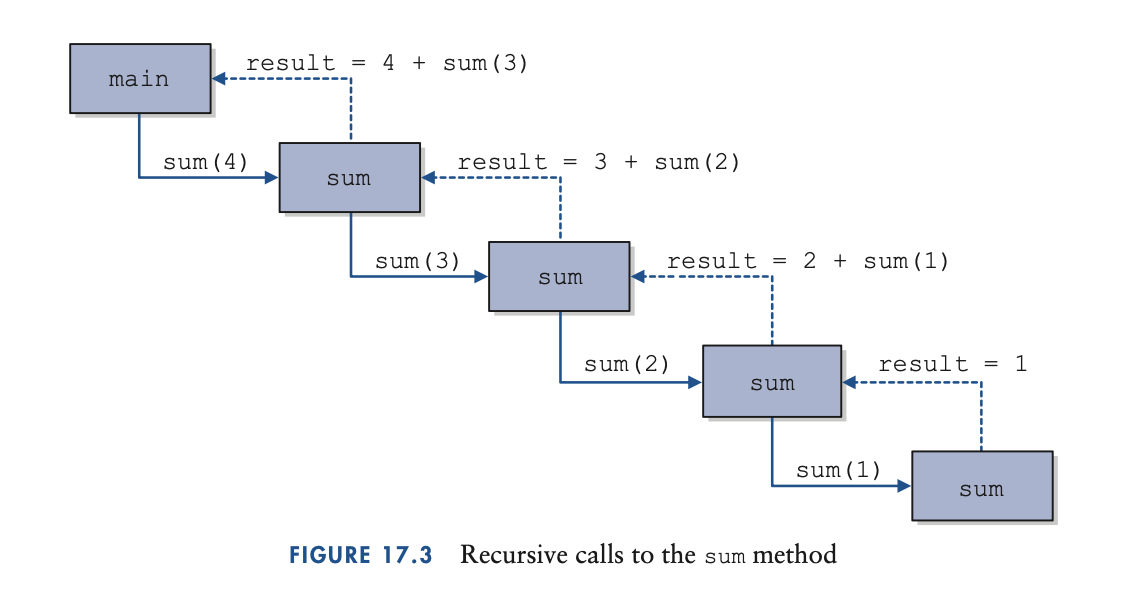 result = 4 + sum(3)
main
sum(4)
result = 3 + sum(2)
sum
sum(3)
result = 2 + sum(1)
sum
sum(2)
result = 1
sum
sum(1)
sum
FIGURE 17.3 Recursive calls to the sum method